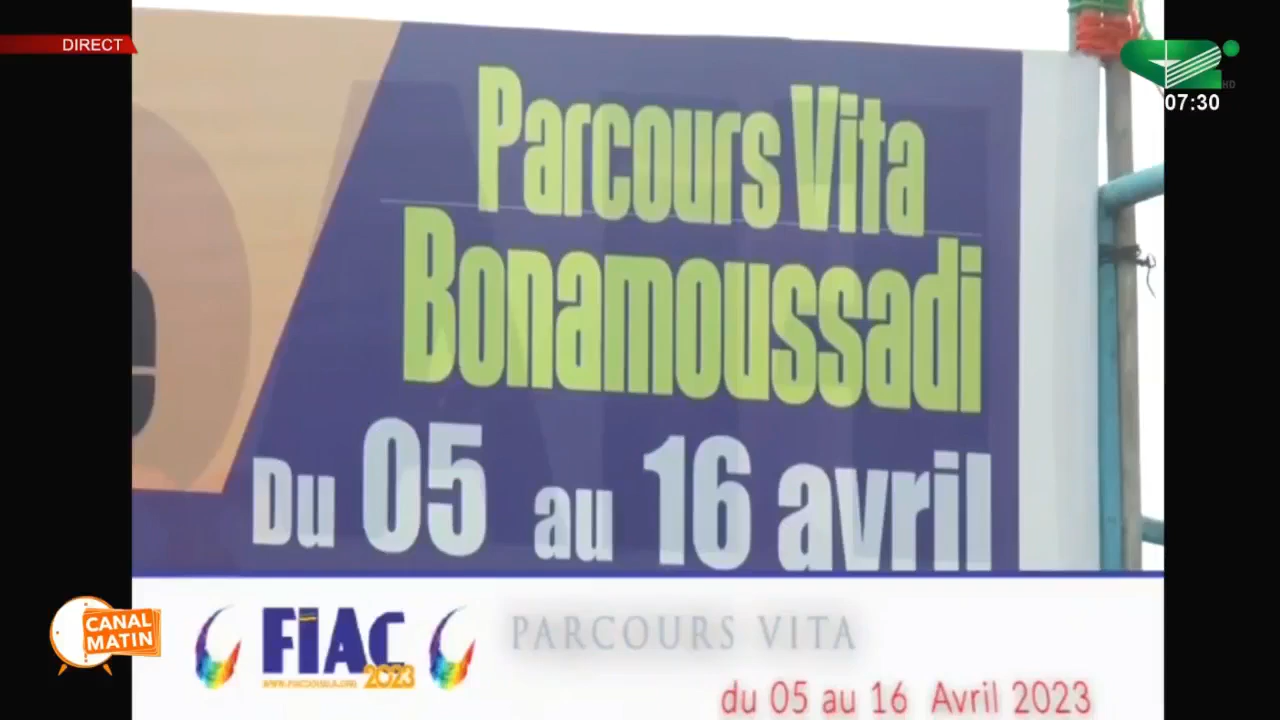 DIRECT
HD
07:30
Parcours Vita
Bonamoussadi
Du 05 au 16 avril
CANAL
MATIN
FIAC
2023
PARCOURS VITA
du 05 au 16 Avril 2023